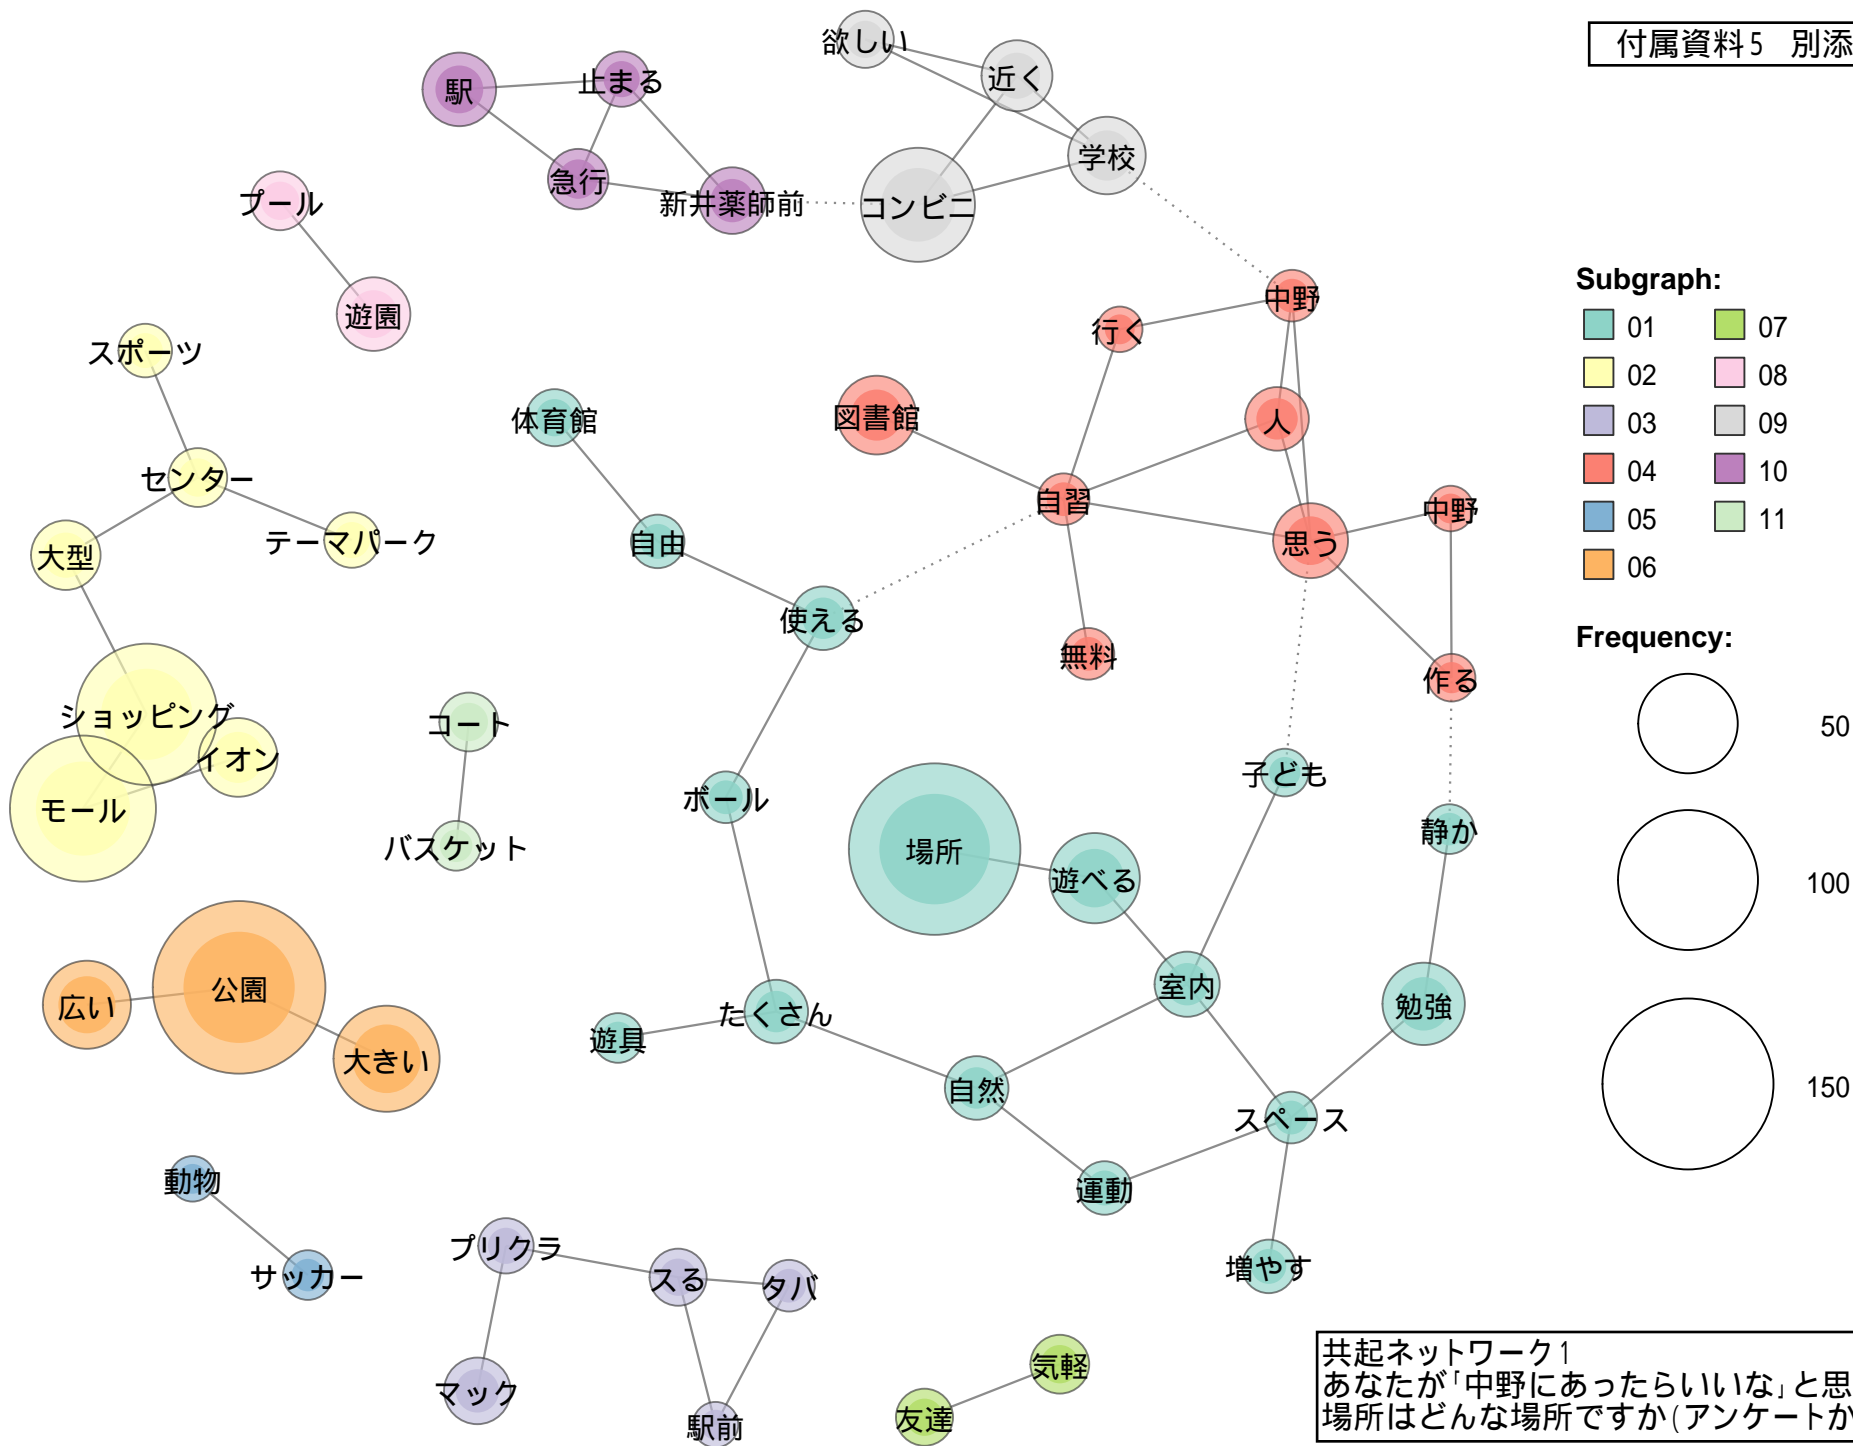 付属資料5 別添
欲しい
近く
駅
止まる
学校
急行
新井薬師前
コンビニ
プール
遊園
中野
行く
スポーツ
体育館
図書館
人
センター
自習
中野
テーマパーク
大型
自由
思う
使える
無料
作る
ショッピング
コート
イオン
モール
ボール
子ども
バスケット
場所
遊べる
静か
公園
広い
大きい
室内
勉強
たくさん
遊具
自然
スペース
運動
動物
サッカー
プリクラ
スる
タバ
増やす
マック
駅前
気軽
友達
Subgraph:
01 07
02 08
03 09
04 10
05 11
06
Frequency:
50
100
150
共起ネットワーク1
あなたが「中野にあったらいいな」と思
場所はどんな場所ですか(アンケートか